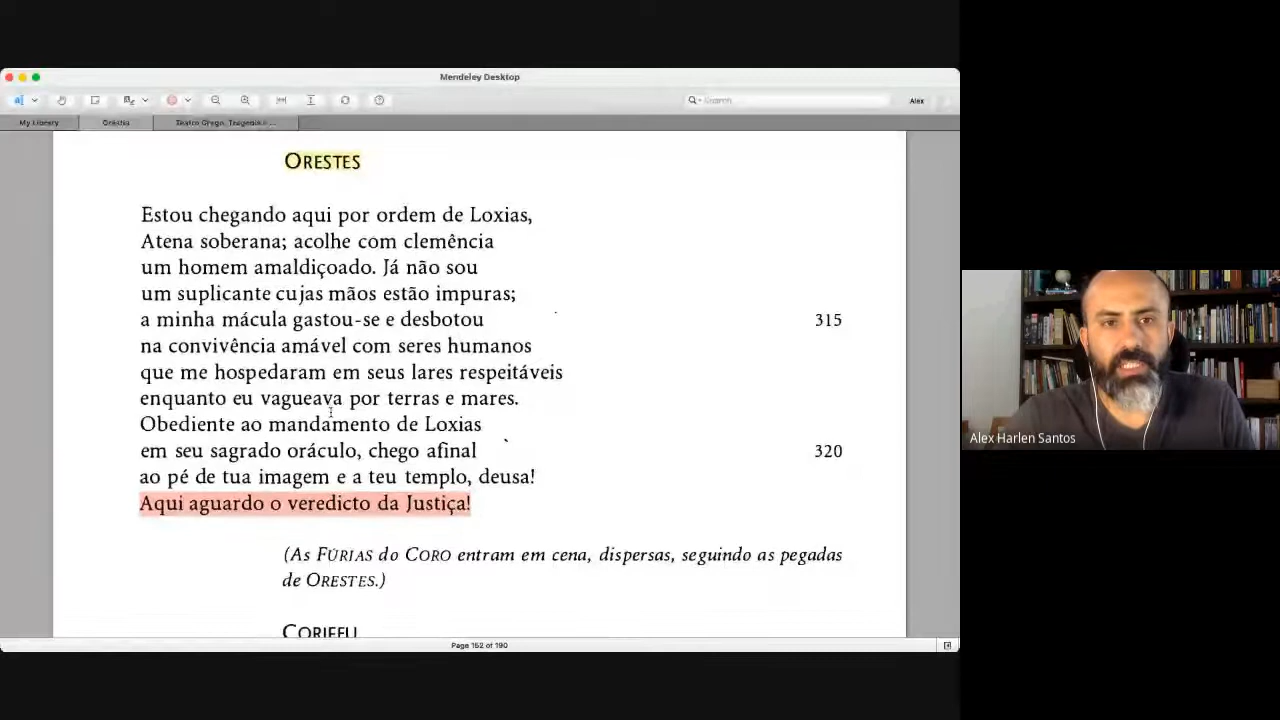 Mendeley Desktop
Search
Alex
My Library
Oréstia
ORESTES
Estou chegando aqui por ordem de Loxias,
Atena soberana; acolhe com clemência
um homem amaldiçoado. Já não sou
um suplicante cujas mãos estão impuras;
a minha mácula gastou-se e desbotou 315
na convivência amável com seres humanos
que me hospedaram em seus lares respeitáveis
enquanto eu vagueava por terras e mares.
Obediente ao mandamento de Loxias
em seu sagrado oráculo, chego afinal 320
ao pé de tua imagem e a teu templo, deusa!
Aqui aguardo o veredicto da Justiça!
(As FÚRIAS do CORO entram em cena, dispersas, seguindo as pegadas
de ORESTES.)
CORIFEU
Page 152 of 190
Alex Harlen Santos